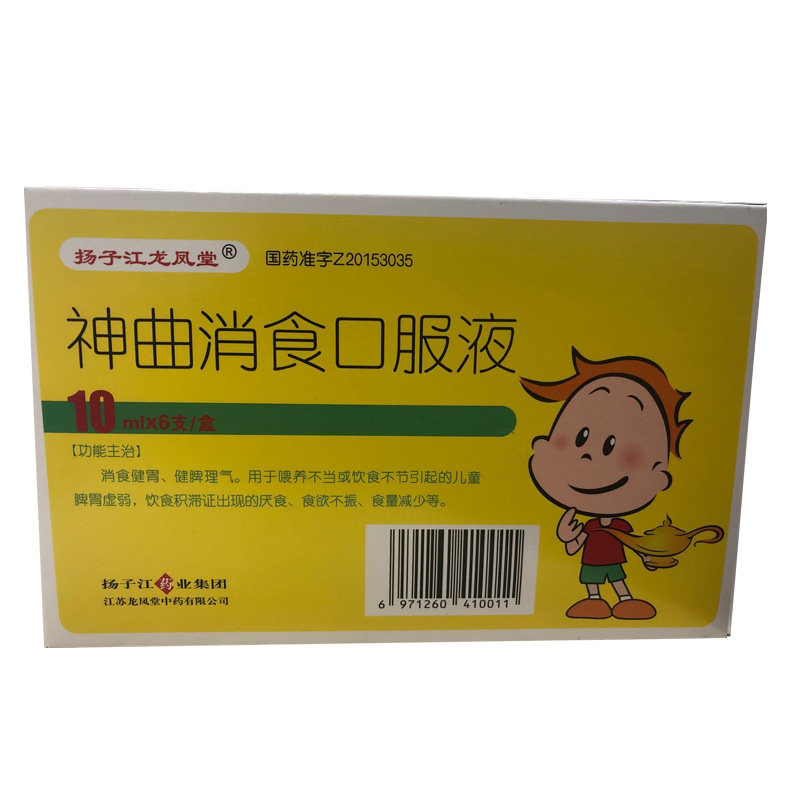 扬子江龙凤堂® 国药准字Z20153035
神曲消食口服液
10mlx6支/盒
【功能主治】
消食健胃、健脾理气。用于喂养不当或饮食不节引起的儿童
脾胃虚弱，饮食积滞证出现的厌食、食欲不振、食量减少等。
扬子江药业集团
江苏龙凤堂中药有限公司
6 971260 410011